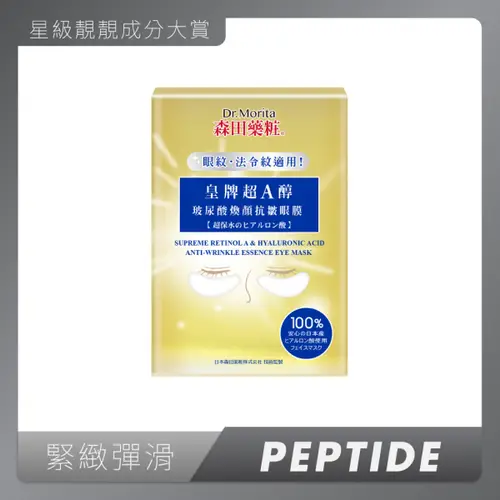 星級靚靚成分大賞
Dr.Morita
森田藥粧®
眼紋・法令紋適用！
皇牌超A醇
玻尿酸煥顏抗皺眼膜
【超保水のヒアルロン酸】
SUPREME RETINOL A & HYALURONIC ACID
ANTI-WRINKLE ESSENCE EYE MASK
100%
安心の日本産
ヒアルロン酸使用
フェイスマスク
緊緻彈滑
PEPTIDE